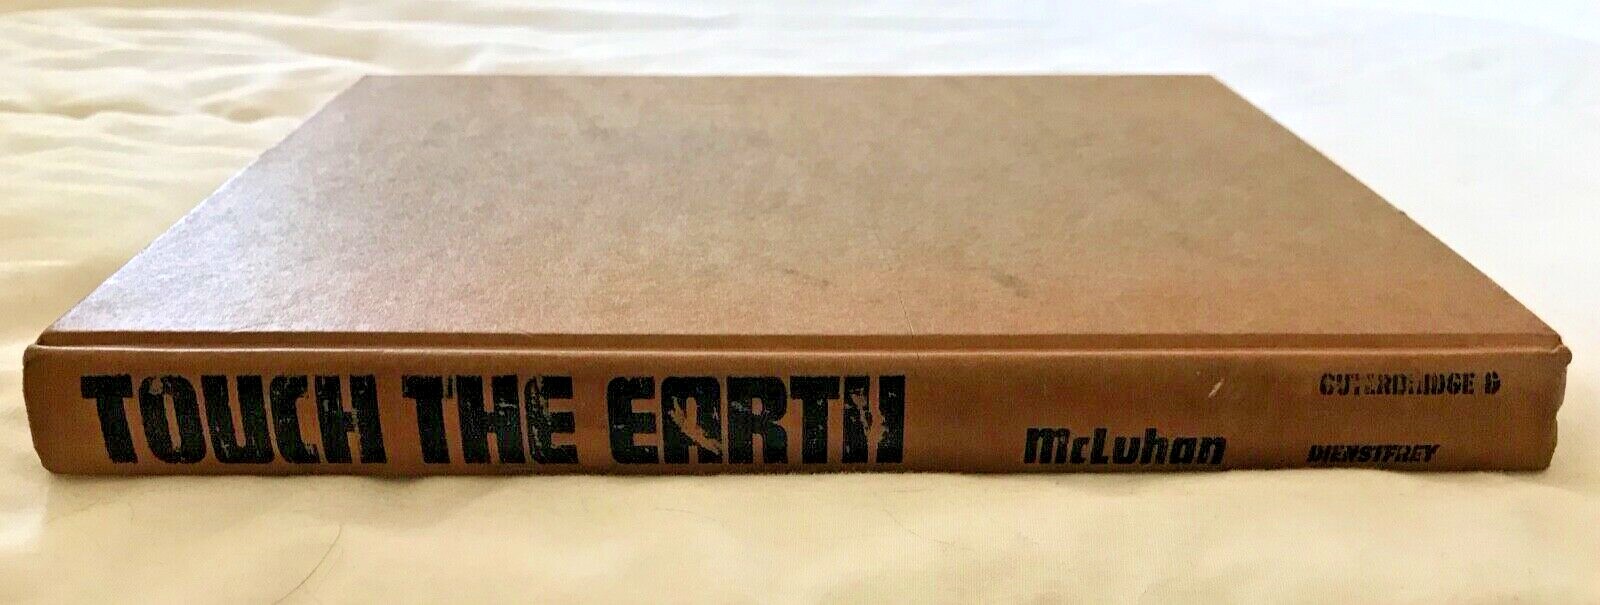 TOUCH THE EARTH
McLuhan
OUTERBRIDGE &
DIENSTFREY